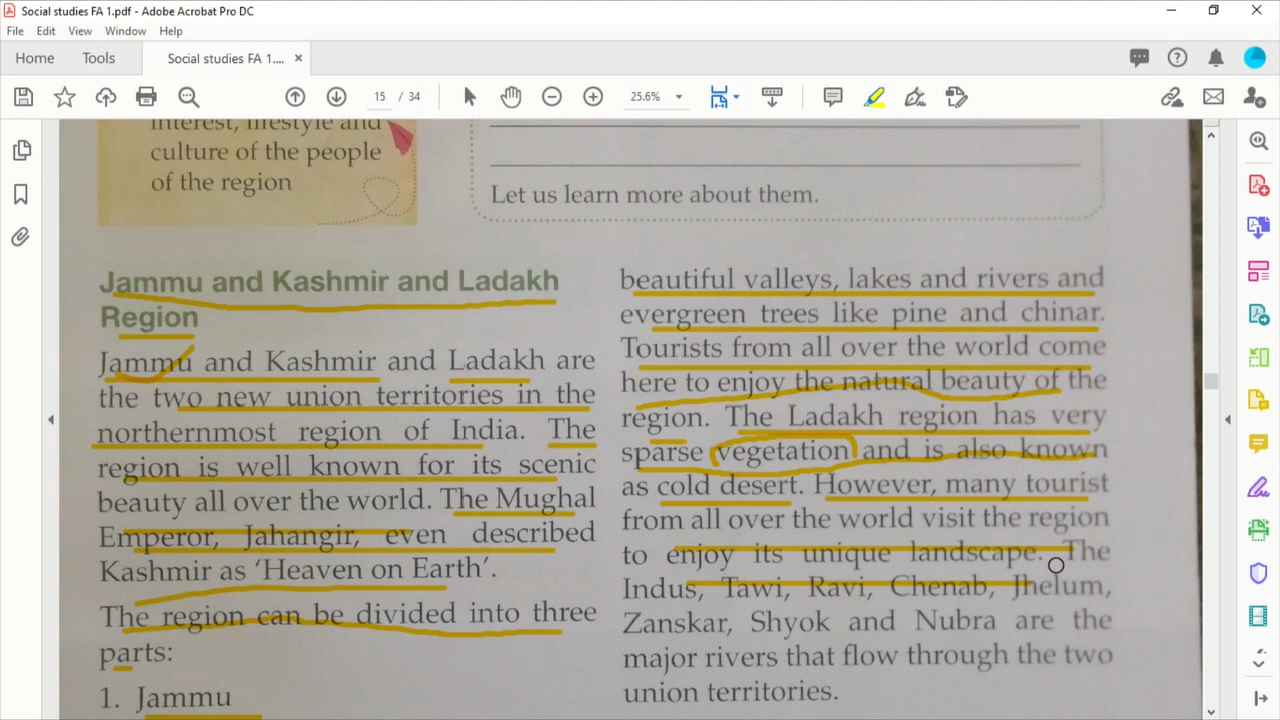 Social studies FA 1.pdf - Adobe Acrobat Pro DC
File Edit View Window Help
Home Tools Social studies FA 1....
15 / 34 25.6%
interest, lifestyle and
culture of the people
of the region
Let us learn more about them.
Jammu and Kashmir and Ladakh
Region
Jammu and Kashmir and Ladakh are
the two new union territories in the
northernmost region of India. The
region is well known for its scenic
beauty all over the world. The Mughal
Emperor, Jahangir, even described
Kashmir as ‘Heaven on Earth’.
The region can be divided into three
parts:
1. Jammu
beautiful valleys, lakes and rivers and
evergreen trees like pine and chinar.
Tourists from all over the world come
here to enjoy the natural beauty of the
region. The Ladakh region has very
sparse vegetation and is also known
as cold desert. However, many tourist
from all over the world visit the region
to enjoy its unique landscape. The
Indus, Tawi, Ravi, Chenab, Jhelum,
Zanskar, Shyok and Nubra are the
major rivers that flow through the two
union territories.